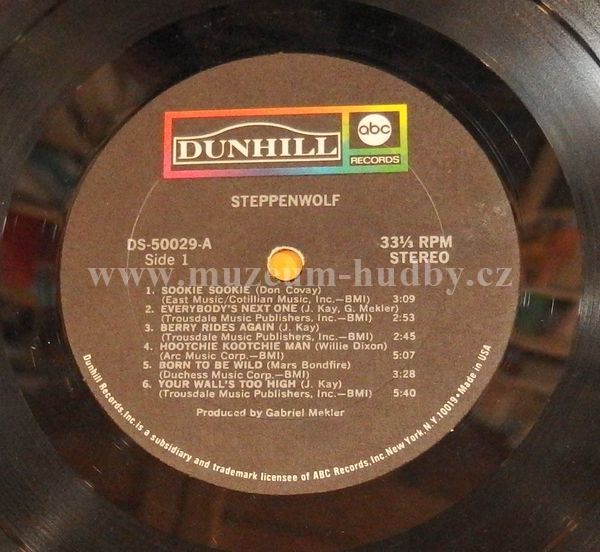 DUNHILL
abc
RECORDS
STEPPENWOLF
DS-50029-A
Side 1
33⅓ RPM
STEREO
www.muzeum-hudby.cz
1. SOOKIE SOOKIE (Don Covay)
(East Music/Cotillian Music, Inc.—BMI) 3:09
2. EVERYBODY'S NEXT ONE (J. Kay, G. Mekler)
(Trousdale Music Publishers, Inc.—BMI) 2:53
3. BERRY RIDES AGAIN (J. Kay)
(Trousdale Music Publishers, Inc.—BMI) 2:45
4. HOOTCHIE KOOTCHIE MAN (Willie Dixon)
(Arc Music Corp.—BMI) 5:07
5. BORN TO BE WILD (Mars Bondfire)
(Duchess Music Corp.—BMI) 3:28
6. YOUR WALL'S TOO HIGH (J. Kay)
(Trousdale Music Publishers, Inc.—BMI) 5:40
Produced by Gabriel Mekler
Dunhill Records, Inc. is a subsidiary and trademark licensee of ABC Records, Inc. New York, N.Y. 10019 • Made in USA